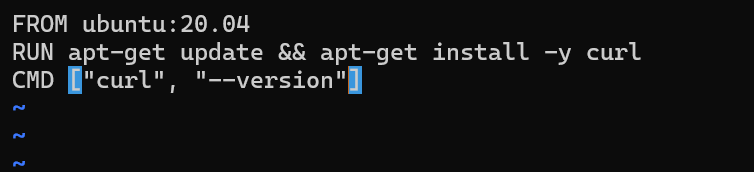 FROM ubuntu:20.04
RUN apt-get update && apt-get install -y curl
CMD ["curl", "--version"]
~
~
~